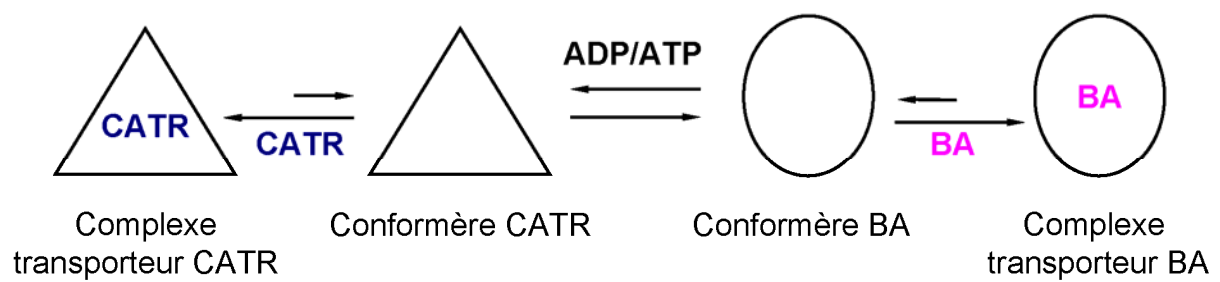 ADP/ATP
CATR
CATR
BA
BA
Complexe
transporteur CATR
Conformère CATR
Conformère BA
Complexe
transporteur BA